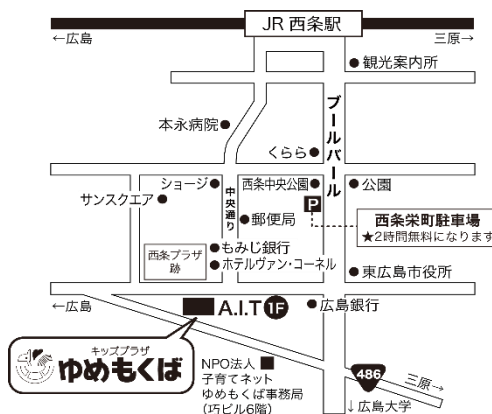 JR 西条駅
←広島
三原→
観光案内所
ブールバール
本永病院
くらら
ショージ
中央通り
西条中央公園
公園
サンスクエア
P
郵便局
西条栄町駐車場
★2時間無料になります
もみじ銀行
西条プラザ
跡
ホテルヴァン・コーネル
東広島市役所
←広島
A.I.T 1F
広島銀行
キッズプラザ
ゆめもくば
NPO法人
子育てネット
ゆめもくば事務局
(巧ビル6階)
486
三原→
↓広島大学